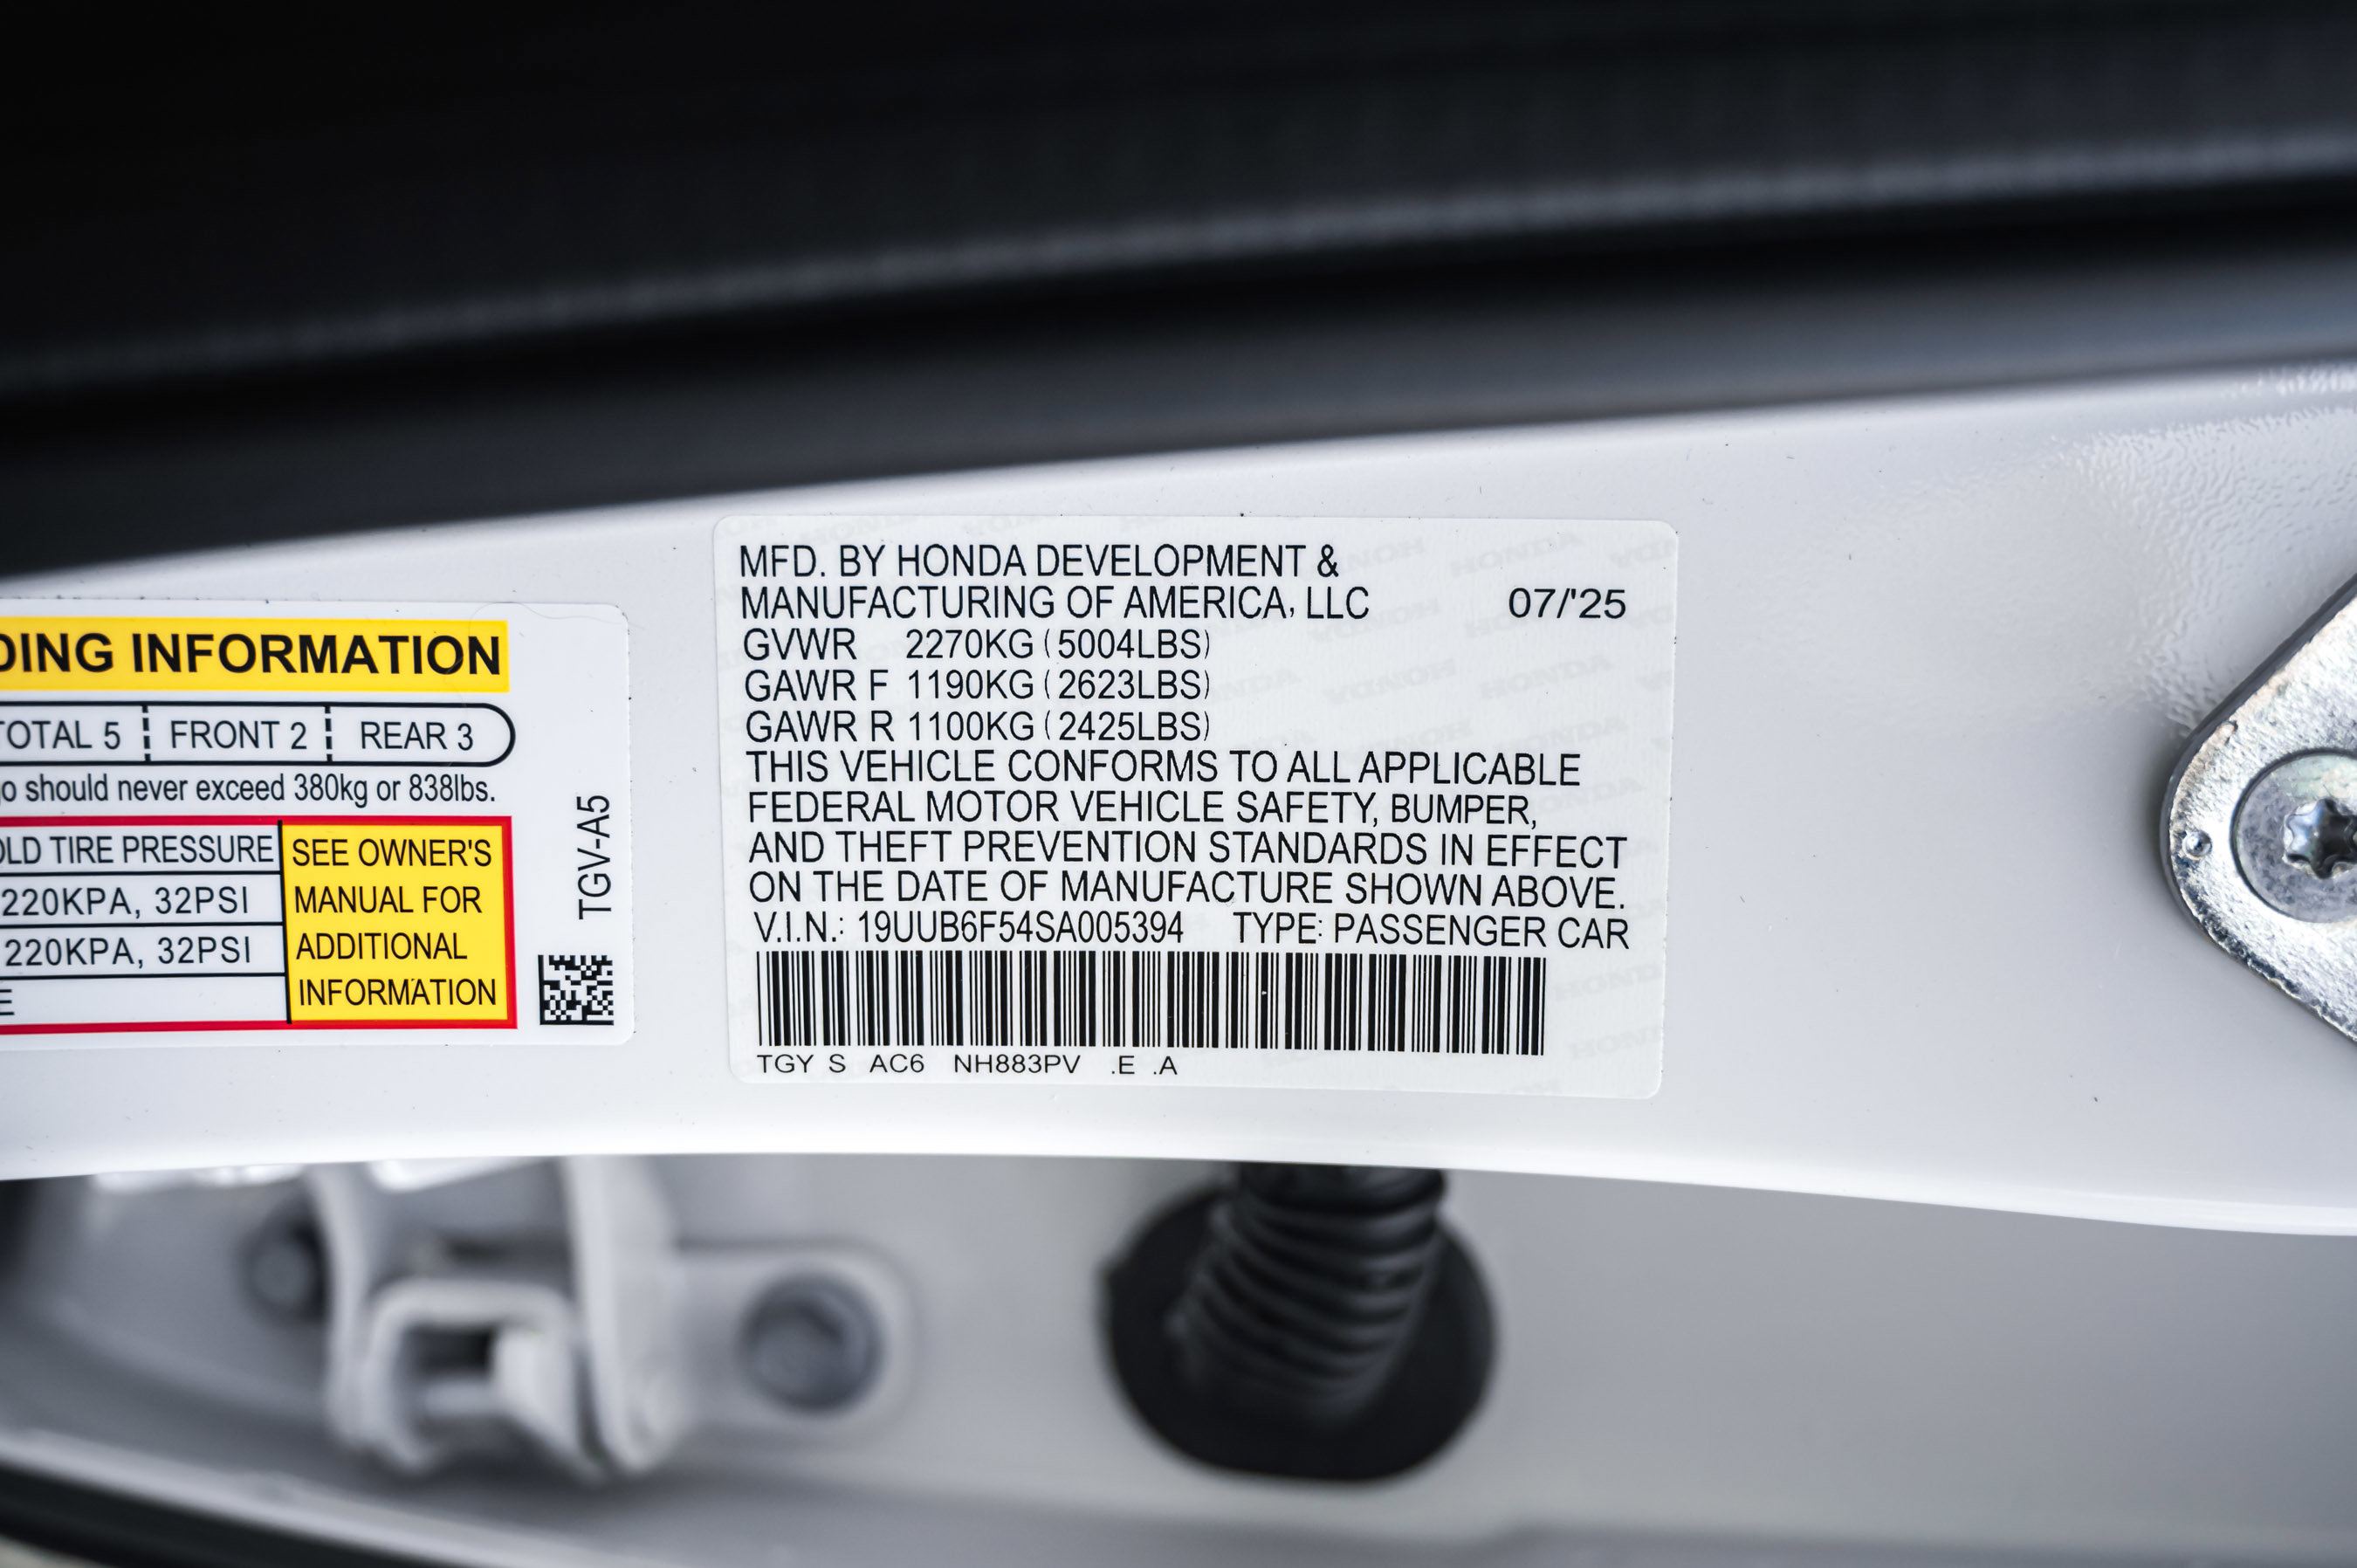 DING INFORMATION
TOTAL 5 FRONT 2 REAR 3
o should never exceed 380kg or 838lbs.
OLD TIRE PRESSURE
220KPA, 32PSI
220KPA, 32PSI
E
SEE OWNER'S
MANUAL FOR
ADDITIONAL
INFORMATION
TGV-A5
MFD. BY HONDA DEVELOPMENT &
MANUFACTURING OF AMERICA, LLC 07/'25
GVWR 2270KG (5004LBS)
GAWR F 1190KG (2623LBS)
GAWR R 1100KG (2425LBS)
THIS VEHICLE CONFORMS TO ALL APPLICABLE
FEDERAL MOTOR VEHICLE SAFETY, BUMPER,
AND THEFT PREVENTION STANDARDS IN EFFECT
ON THE DATE OF MANUFACTURE SHOWN ABOVE.
V.I.N.: 19UUB6F54SA005394 TYPE: PASSENGER CAR
TGY S AC6 NH883PV .E .A